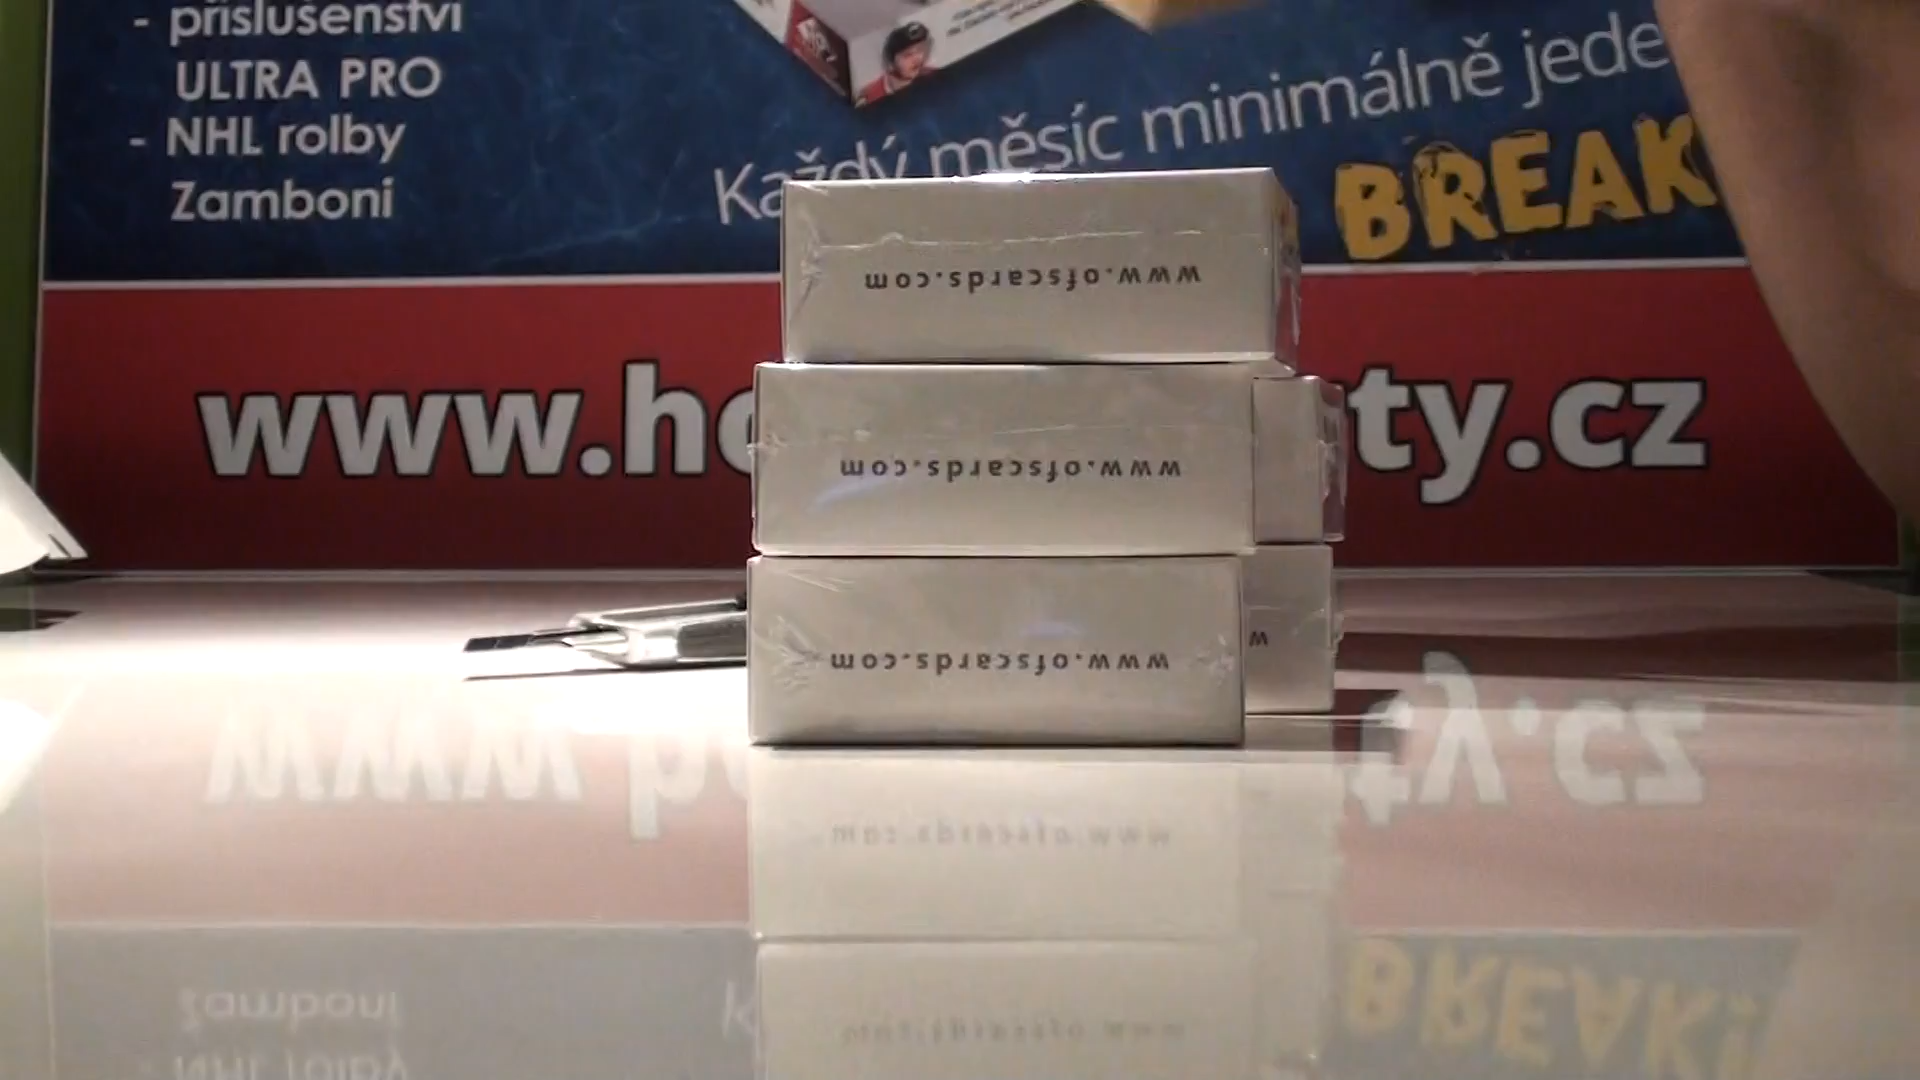 - příslušenství
ULTRA PRO
- NHL rolby
Zamboni
Každý měsíc minimálně jede
BREAK
www.ofscards.com
www.ofscards.com
www.ofscards.com
w
www.ho
ty.cz